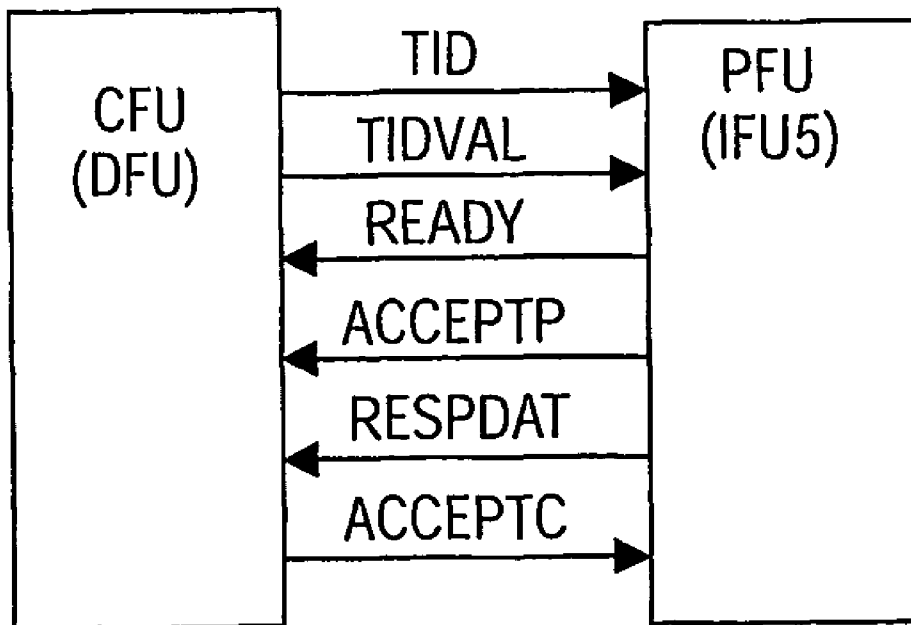 CFU
(DFU)
TID
TIDVAL
READY
ACCEPTP
RESPDAT
ACCEPTC
PFU
(IFU5)